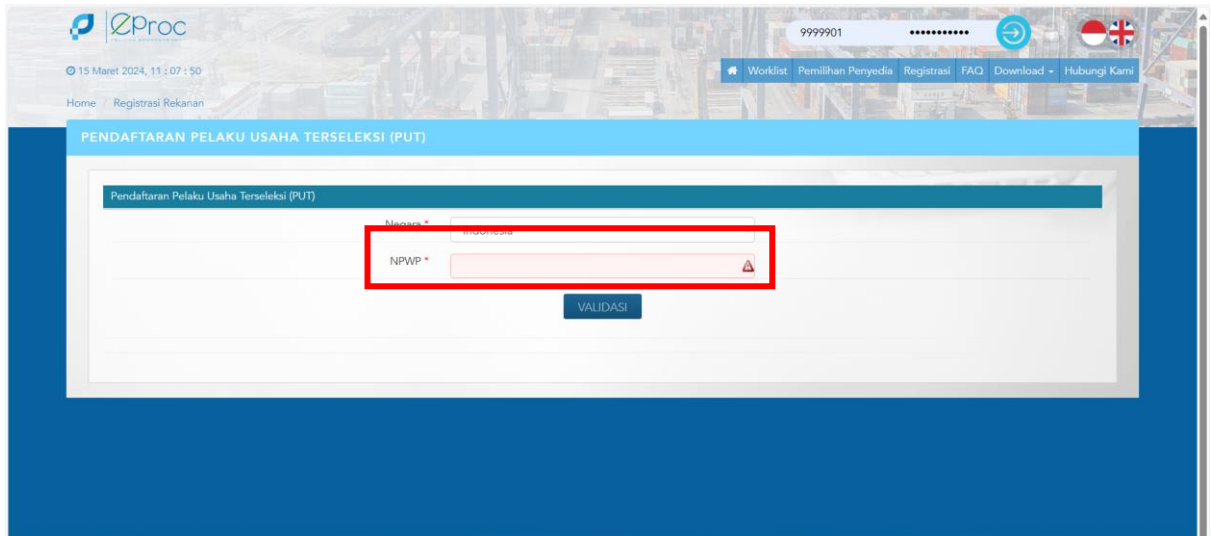 eProc
9999901
15 Maret 2024, 11 : 07 : 50
Worklist Pemilihan Penyedia Registrasi FAQ Download Hubungi Kami
Home / Registrasi Rekanan
PENDAFTARAN PELAKU USAHA TERSELEKSI (PUT)
Pendaftaran Pelaku Usaha Terseleksi (PUT)
Negara *
Indonesia
NPWP *
VALIDASI